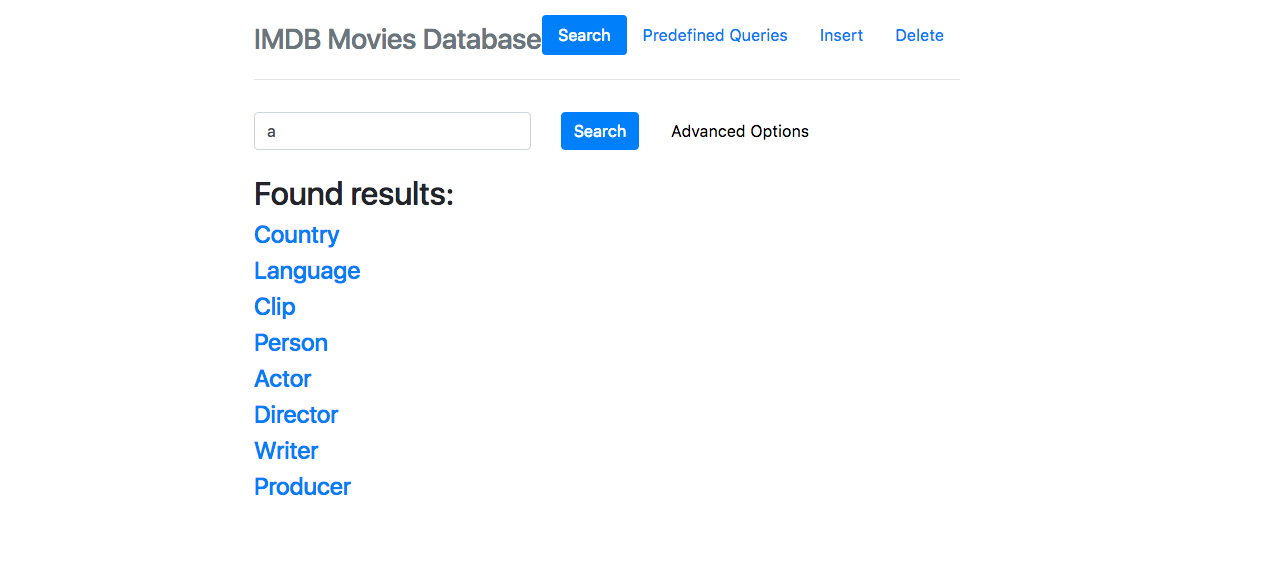 IMDB Movies Database Search Predefined Queries Insert Delete
a Search Advanced Options
Found results:
Country
Language
Clip
Person
Actor
Director
Writer
Producer